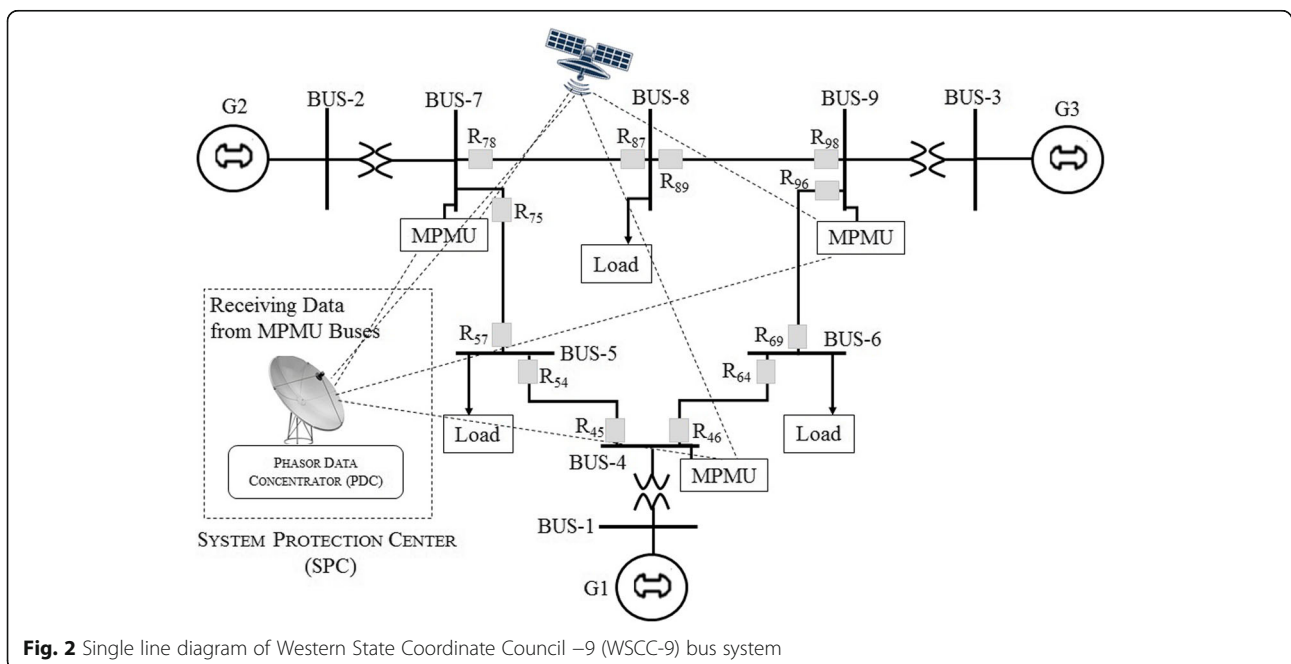 BUS-2
BUS-7
BUS-8
BUS-9
BUS-3
G2
G3
R78
R87
R98
R89
R96
R75
MPMU
MPMU
Load
Receiving Data
from MPMU Buses
R57
BUS-5
R69
BUS-6
R54
R64
Load
R45
R46
Load
BUS-4
MPMU
PHASOR DATA
CONCENTRATOR (PDC)
BUS-1
SYSTEM PROTECTION CENTER
(SPC)
G1
Fig. 2 Single line diagram of Western State Coordinate Council −9 (WSCC-9) bus system